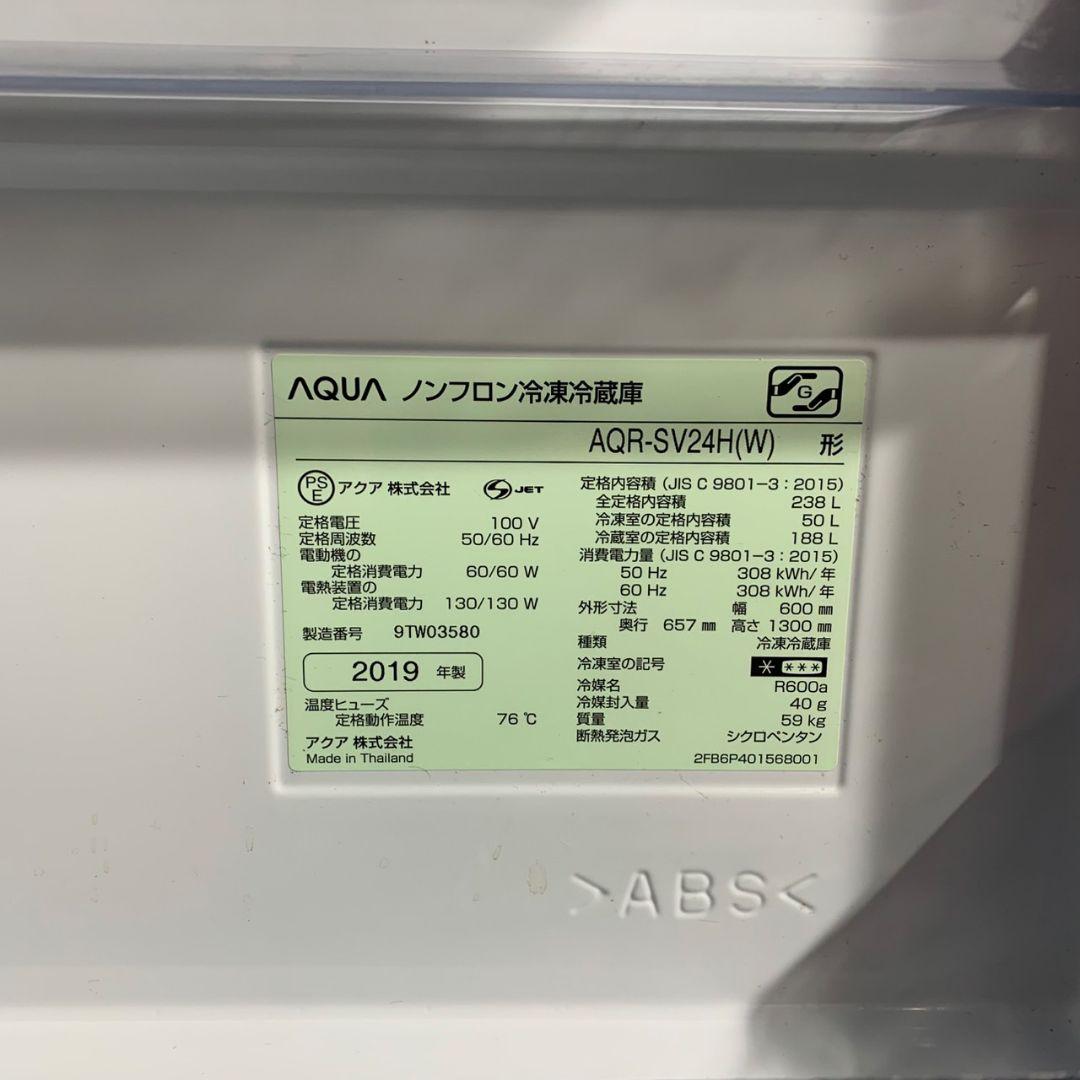 AQUA ノンフロン冷凍冷蔵庫
G
AQR-SV24H(W) 形
PS E アクア 株式会社 S JET
定格電圧 100 V
定格周波数 50/60 Hz
電動機の
定格消費電力 60/60 W
電熱装置の
定格消費電力 130/130 W
製造番号 9TW03580
2019 年製
温度ヒューズ
定格動作温度 76 ℃
アクア 株式会社
Made in Thailand
定格内容積 (JIS C 9801-3:2015)
全定格内容積 238 L
冷凍室の定格内容積 50 L
冷蔵室の定格内容積 188 L
消費電力量 (JIS C 9801-3:2015)
50 Hz 308 kWh/年
60 Hz 308 kWh/年
外形寸法 幅 600 ㎜
奥行 657 ㎜ 高さ 1300 ㎜
種類 冷凍冷蔵庫
冷凍室の記号 * ***
冷媒名 R600a
冷媒封入量 40 g
質量 59 kg
断熱発泡ガス シクロペンタン
2FB6P401568001
>ABS<